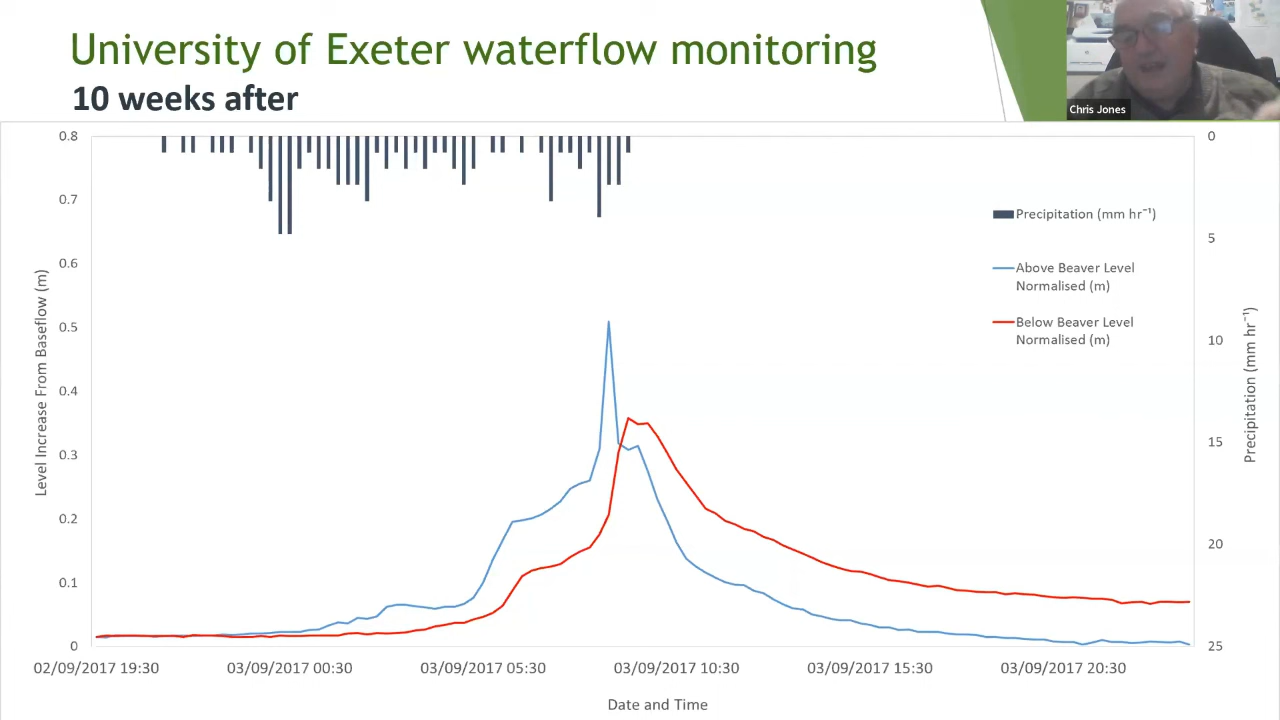 University of Exeter waterflow monitoring
10 weeks after
Chris Jones
0.8
0.7
0.6
0.5
0.4
0.3
0.2
0.1
0
Level Increase From Baseflow (m)
0
5
10
15
20
25
Precipitation (mm hr⁻¹)
Precipitation (mm hr⁻¹)
Above Beaver Level
Normalised (m)
Below Beaver Level
Normalised (m)
02/09/2017 19:30 03/09/2017 00:30 03/09/2017 05:30 03/09/2017 10:30 03/09/2017 15:30 03/09/2017 20:30
Date and Time